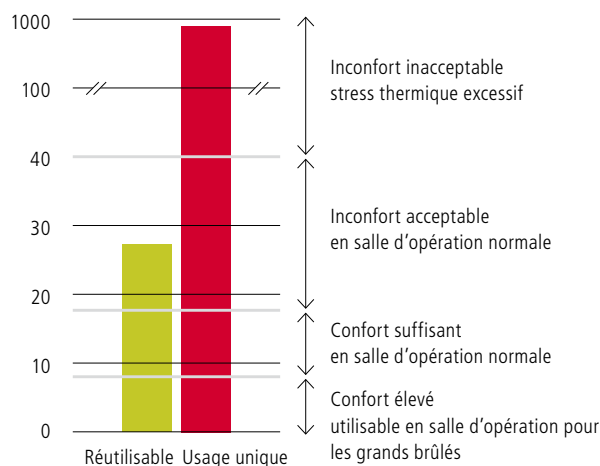 1000
100
40
30
20
10
0
Réutilisable Usage unique
Inconfort inacceptable
stress thermique excessif
Inconfort acceptable
en salle d'opération normale
Confort suffisant
en salle d'opération normale
Confort élevé
utilisable en salle d'opération pour
les grands brûlés